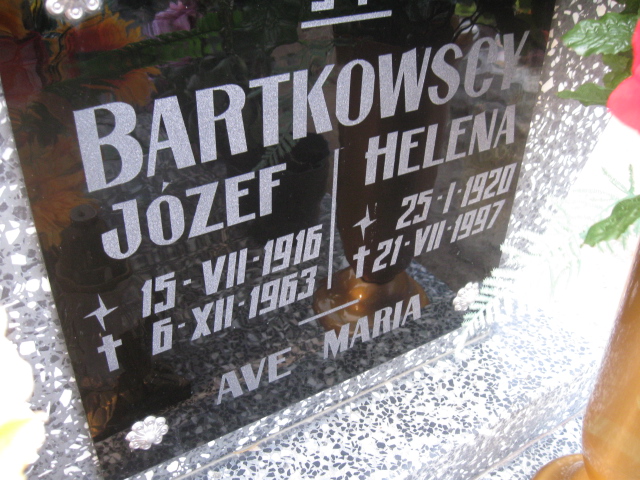 BARTKOWSCY
JÓZEF
15-VII-1916
6-XII-1963
HELENA
25-I-1920
21-VII-1997
AVE MARIA